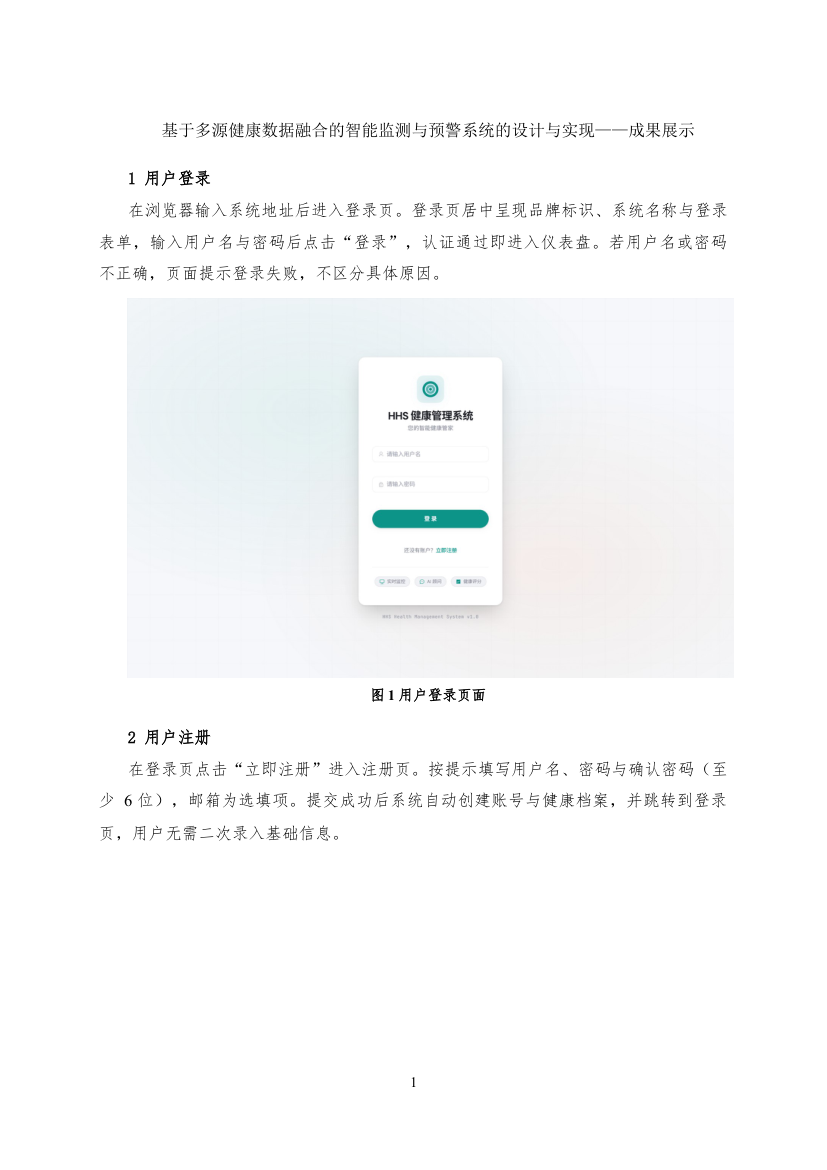 基于多源健康数据融合的智能监测与预警系统的设计与实现——成果展示
1 用户登录
在浏览器输入系统地址后进入登录页。登录页居中呈现品牌标识、系统名称与登录
表单，输入用户名与密码后点击“登录”，认证通过即进入仪表盘。若用户名或密码
不正确，页面提示登录失败，不区分具体原因。
HHS 健康管理系统
您的智能健康管家
请输入用户名
请输入密码
登 录
还没有账户？立即注册
实时监控 AI 顾问 健康评分
HHS Health Management System v1.0
图 1 用户登录页面
2 用户注册
在登录页点击“立即注册”进入注册页。按提示填写用户名、密码与确认密码（至
少 6 位），邮箱为选填项。提交成功后系统自动创建账号与健康档案，并跳转到登录
页，用户无需二次录入基础信息。
1